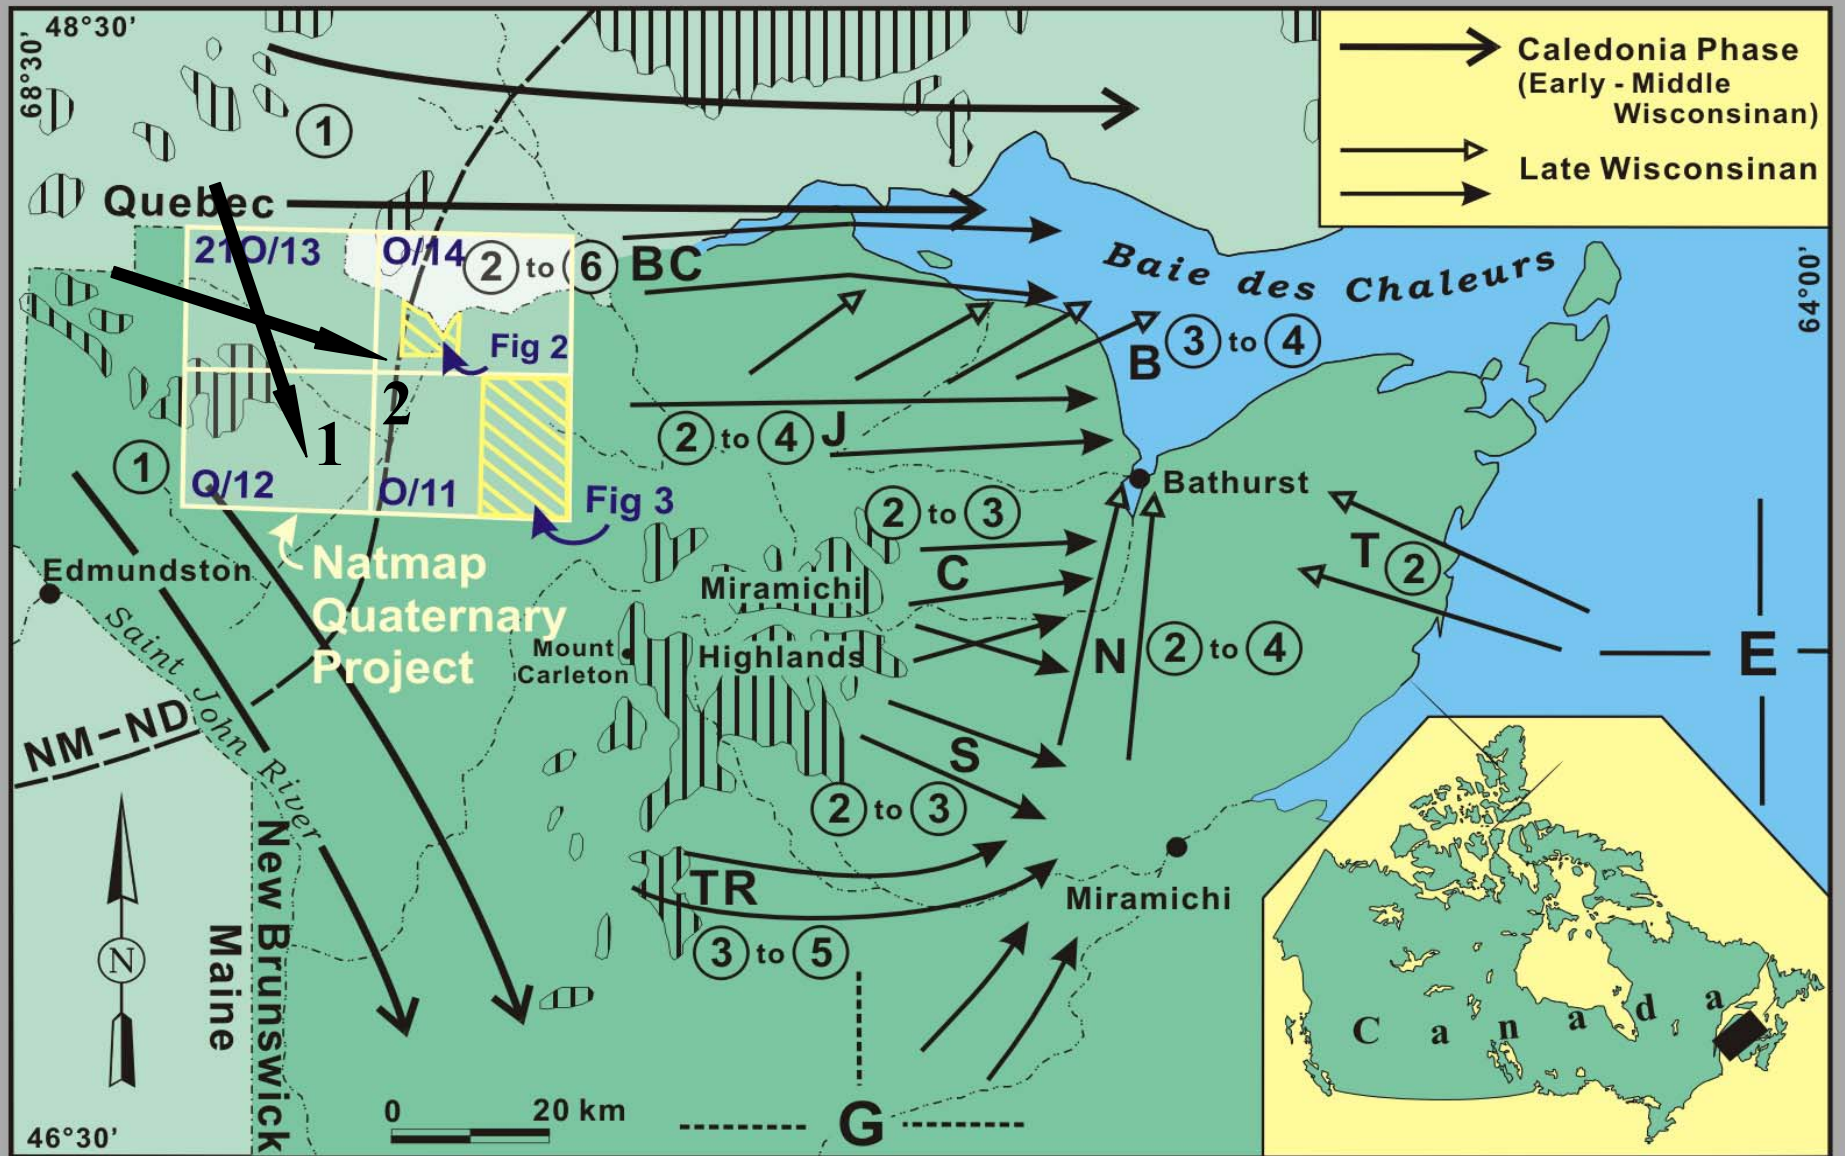 48°30’
68°30’
Caledonia Phase
(Early - Middle
Wisconsinan)
Late Wisconsinan
1
Quebec
21O/13
O/14
2 to 6 BC
Baie des Chaleurs
64°00’
Fig 2
B 3 to 4
2
1
2 to 4 J
1
O/12
O/11
Fig 3
Bathurst
2 to 3
C
T 2
Edmundston
Natmap
Quaternary
Project
Miramichi
Highlands
Mount
Carleton
N 2 to 4
E
Saint John River
NM-ND
S
2 to 3
TR
3 to 5
Miramichi
N
Maine
New Brunswick
Canada
0 20 km
G
46°30’